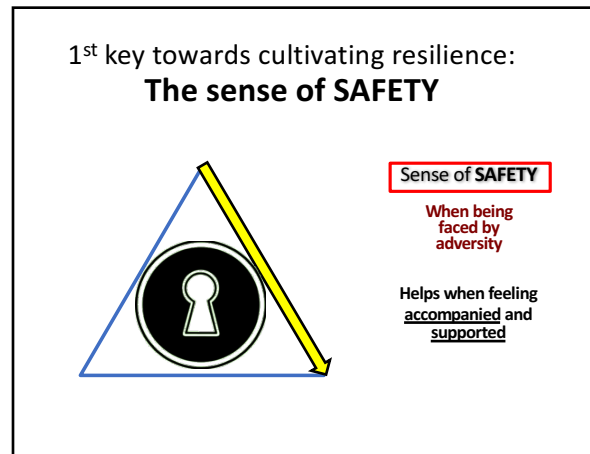 1st key towards cultivating resilience:
The sense of SAFETY
Sense of SAFETY
When being
faced by
adversity
Helps when feeling
accompanied and
supported